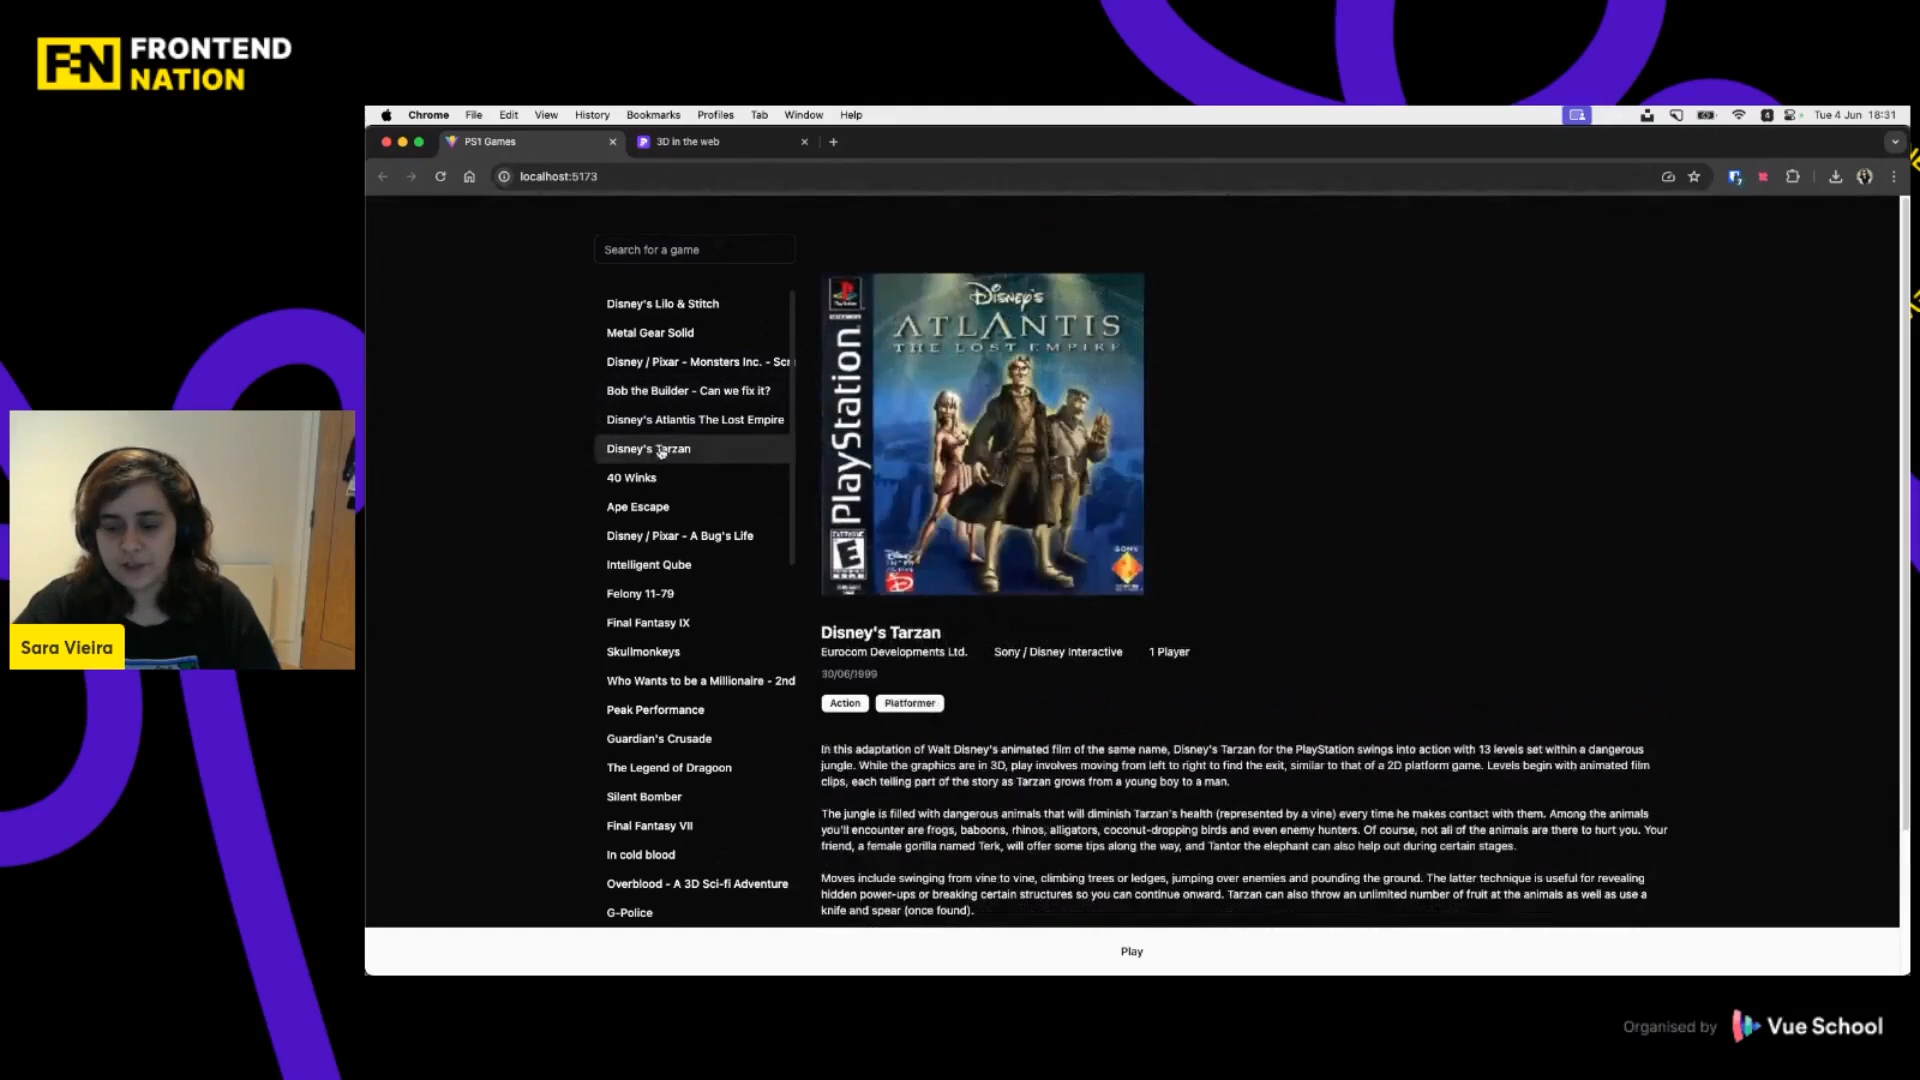 FEN FRONTEND
NATION
Chrome File Edit View History Bookmarks Profiles Tab Window Help Tue 4 Jun 18:31
PS1 Games 3D in the web
localhost:5173
Search for a game
Disney's Lilo & Stitch
Metal Gear Solid
Disney / Pixar - Monsters Inc. - Scr
Bob the Builder - Can we fix it?
Disney's Atlantis The Lost Empire
Disney's Tarzan
40 Winks
Ape Escape
Disney / Pixar - A Bug's Life
Intelligent Qube
Felony 11-79
Final Fantasy IX
Skullmonkeys
Who Wants to be a Millionaire - 2nd
Peak Performance
Guardian's Crusade
The Legend of Dragoon
Silent Bomber
Final Fantasy VII
In cold blood
Overblood - A 3D Sci-fi Adventure
G-Police
PlayStation
DISNEY'S
ATLANTIS
THE LOST EMPIRE
E
SONY
Disney's Tarzan
Eurocom Developments Ltd. Sony / Disney Interactive 1 Player
30/06/1999
Action Platformer
In this adaptation of Walt Disney's animated film of the same name, Disney's Tarzan for the PlayStation swings into action with 13 levels set within a dangerous
jungle. While the graphics are in 3D, play involves moving from left to right to find the exit, similar to that of a 2D platform game. Levels begin with animated film
clips, each telling part of the story as Tarzan grows from a young boy to a man.
The jungle is filled with dangerous animals that will diminish Tarzan's health (represented by a vine) every time he makes contact with them. Among the animals
you'll encounter are frogs, baboons, rhinos, alligators, coconut-dropping birds and even enemy hunters. Of course, not all of the animals are there to hurt you. Your
friend, a female gorilla named Terk, will offer some tips along the way, and Tantor the elephant can also help out during certain stages.
Moves include swinging from vine to vine, climbing trees or ledges, jumping over enemies and pounding the ground. The latter technique is useful for revealing
hidden power-ups or breaking certain structures so you can continue onward. Tarzan can also throw an unlimited number of fruit at the animals as well as use a
knife and spear (once found).
Play
Sara Vieira
Organised by Vue School